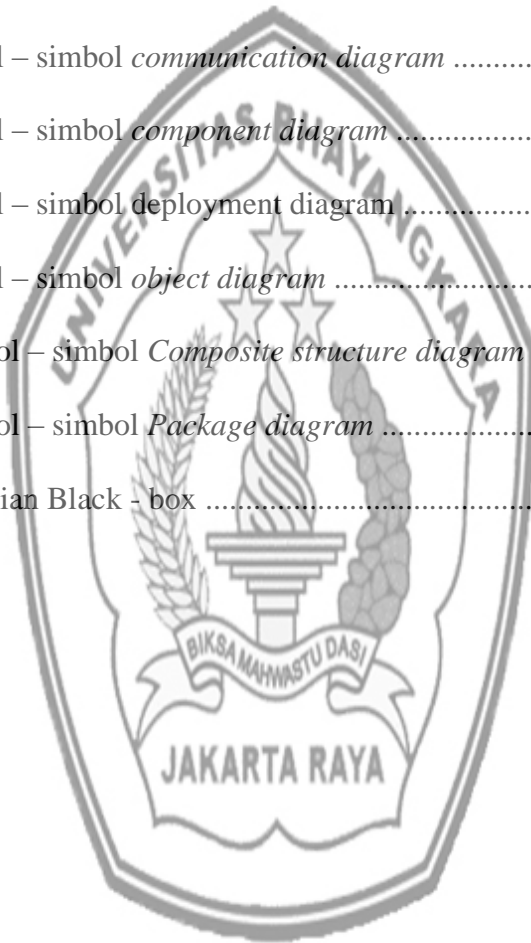 l – simbol communication diagram ..........
l – simbol component diagram ..................
l – simbol deployment diagram ................
l – simbol object diagram .........................
ol – simbol Composite structure diagram
ol – simbol Package diagram ...................
ian Black - box ..........................................
UNIVERSITAS BHAYANGKARA
BIKSA MAHWASTU DASI
JAKARTA RAYA